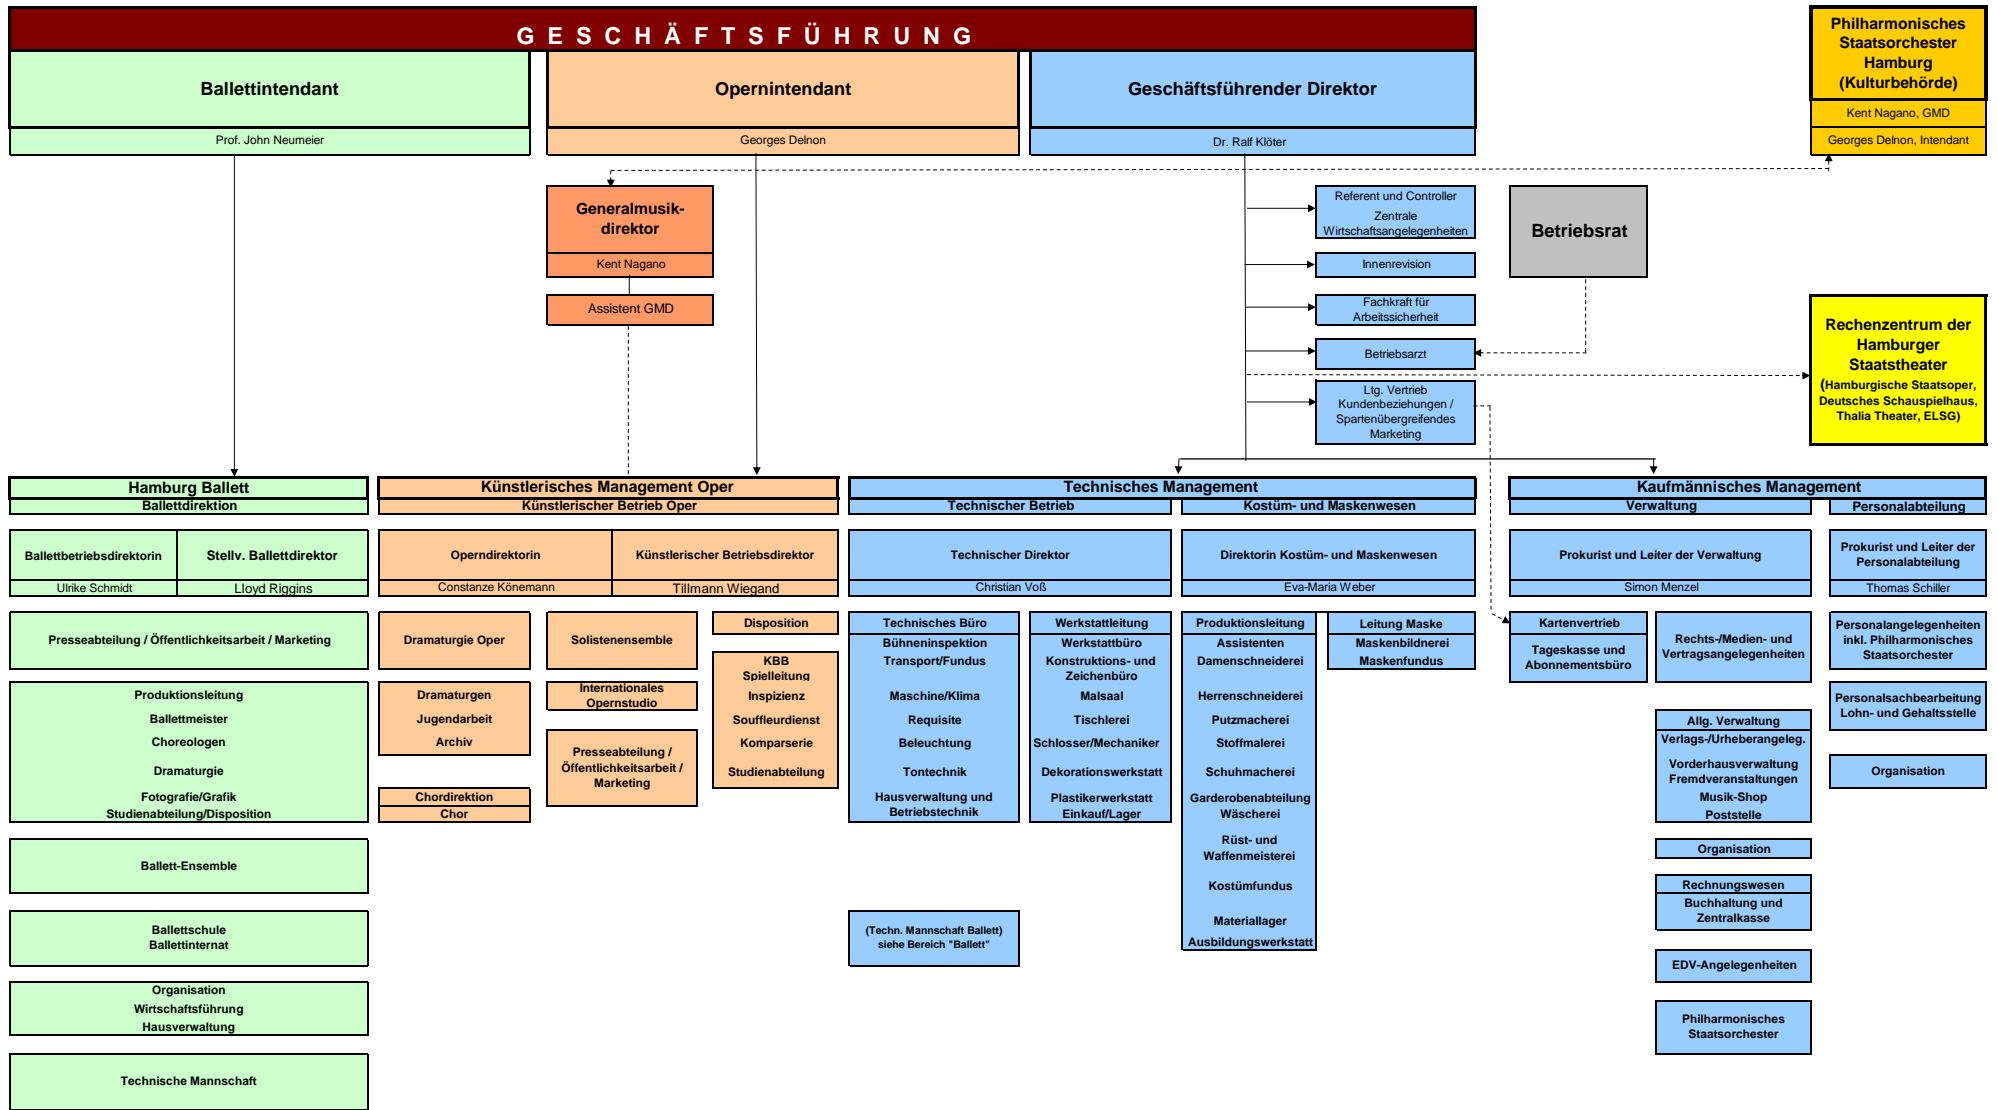 G E S C H Ä F T S F Ü H R U N G
Ballettintendant
Prof. John Neumeier
Opernintendant
Georges Delnon
Geschäftsführender Direktor
Dr. Ralf Klöter
Philharmonisches
Staatsorchester
Hamburg
(Kulturbehörde)
Kent Nagano, GMD
Georges Delnon, Intendant
Generalmusik-
direktor
Kent Nagano
Assistent GMD
Referent und Controller
Zentrale
Wirtschaftsangelegenheiten
Innenrevision
Fachkraft für
Arbeitssicherheit
Betriebsarzt
Ltg. Vertrieb
Kundenbeziehungen /
Spartenübergreifendes
Marketing
Betriebsrat
Rechenzentrum der
Hamburger
Staatstheater
(Hamburgische Staatsoper,
Deutsches Schauspielhaus,
Thalia Theater, ELSG)
Hamburg Ballett
Ballettdirektion
Ballettbetriebsdirektorin
Ulrike Schmidt
Stellv. Ballettdirektor
Lloyd Riggins
Presseabteilung / Öffentlichkeitsarbeit / Marketing
Produktionsleitung
Ballettmeister
Choreologen
Dramaturgie
Fotografie/Grafik
Studienabteilung/Disposition
Ballett-Ensemble
Ballettschule
Ballettinternat
Organisation
Wirtschaftsführung
Hausverwaltung
Technische Mannschaft
Künstlerisches Management Oper
Künstlerischer Betrieb Oper
Operndirektorin
Constanze Könemann
Künstlerischer Betriebsdirektor
Tillmann Wiegand
Dramaturgie Oper
Dramaturgen
Jugendarbeit
Archiv
Chordirektion
Chor
Solistenensemble
Internationales
Opernstudio
Presseabteilung /
Öffentlichkeitsarbeit /
Marketing
Disposition
KBB
Spielleitung
Inspizienz
Souffleurdienst
Komparserie
Studienabteilung
Technisches Management
Technischer Betrieb
Technischer Direktor
Christian Voß
Technisches Büro
Bühneninspektion
Transport/Fundus
Maschine/Klima
Requisite
Beleuchtung
Tontechnik
Hausverwaltung und
Betriebstechnik
(Techn. Mannschaft Ballett)
siehe Bereich "Ballett"
Werkstattleitung
Werkstattbüro
Konstruktions- und
Zeichenbüro
Malsaal
Tischlerei
Schlosser/Mechaniker
Dekorationswerkstatt
Plastikerwerkstatt
Einkauf/Lager
Kostüm- und Maskenwesen
Direktorin Kostüm- und Maskenwesen
Eva-Maria Weber
Produktionsleitung
Assistenten
Damenschneiderei
Herrenschneiderei
Putzmacherei
Stoffmalerei
Schuhmacherei
Garderobenabteilung
Wäscherei
Rüst- und
Waffenmeisterei
Kostümfundus
Materiallager
Ausbildungswerkstatt
Leitung Maske
Maskenbildnerei
Maskenfundus
Kaufmännisches Management
Verwaltung
Prokurist und Leiter der Verwaltung
Simon Menzel
Kartenvertrieb
Tageskasse und
Abonnementsbüro
Rechts-/Medien- und
Vertragsangelegenheiten
Allg. Verwaltung
Verlags-/Urheberangeleg.
Vorderhausverwaltung
Fremdveranstaltungen
Musik-Shop
Poststelle
Organisation
Rechnungswesen
Buchhaltung und
Zentralkasse
EDV-Angelegenheiten
Philharmonisches
Staatsorchester
Personalabteilung
Prokurist und Leiter der
Personalabteilung
Thomas Schiller
Personalangelegenheiten
inkl. Philharmonisches
Staatsorchester
Personalsachbearbeitung
Lohn- und Gehaltsstelle
Organisation